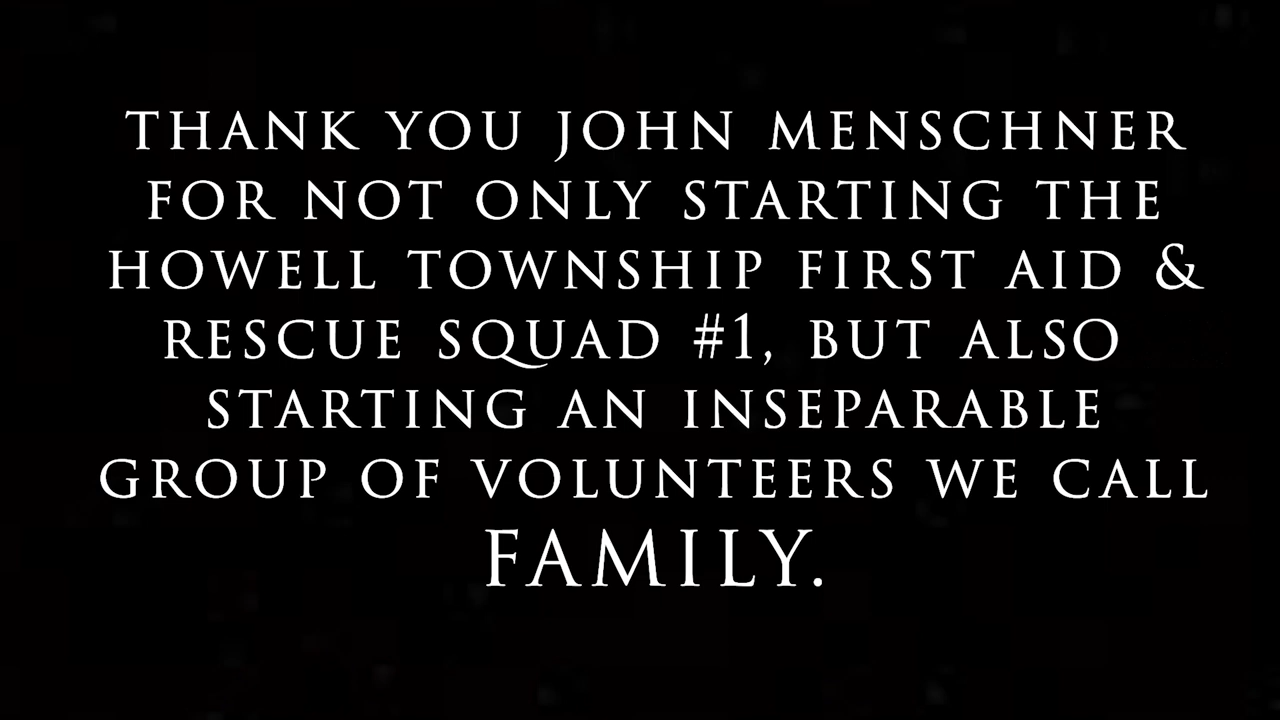 THANK YOU JOHN MENSCHNER
FOR NOT ONLY STARTING THE
HOWELL TOWNSHIP FIRST AID &
RESCUE SQUAD #1, BUT ALSO
STARTING AN INSEPARABLE
GROUP OF VOLUNTEERS WE CALL
FAMILY.